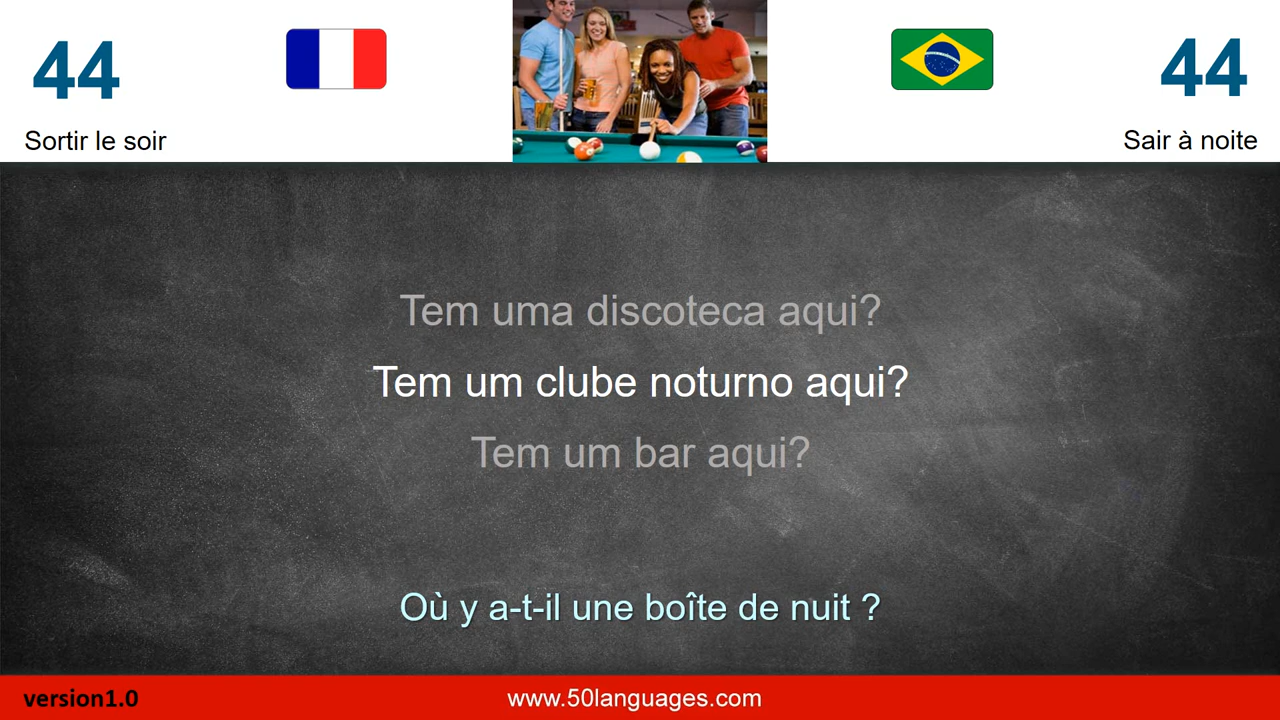 44
44
Sortir le soir
Sair à noite
Tem uma discoteca aqui?
Tem um clube noturno aqui?
Tem um bar aqui?
Où y a-t-il une boîte de nuit ?
version1.0
www.50languages.com